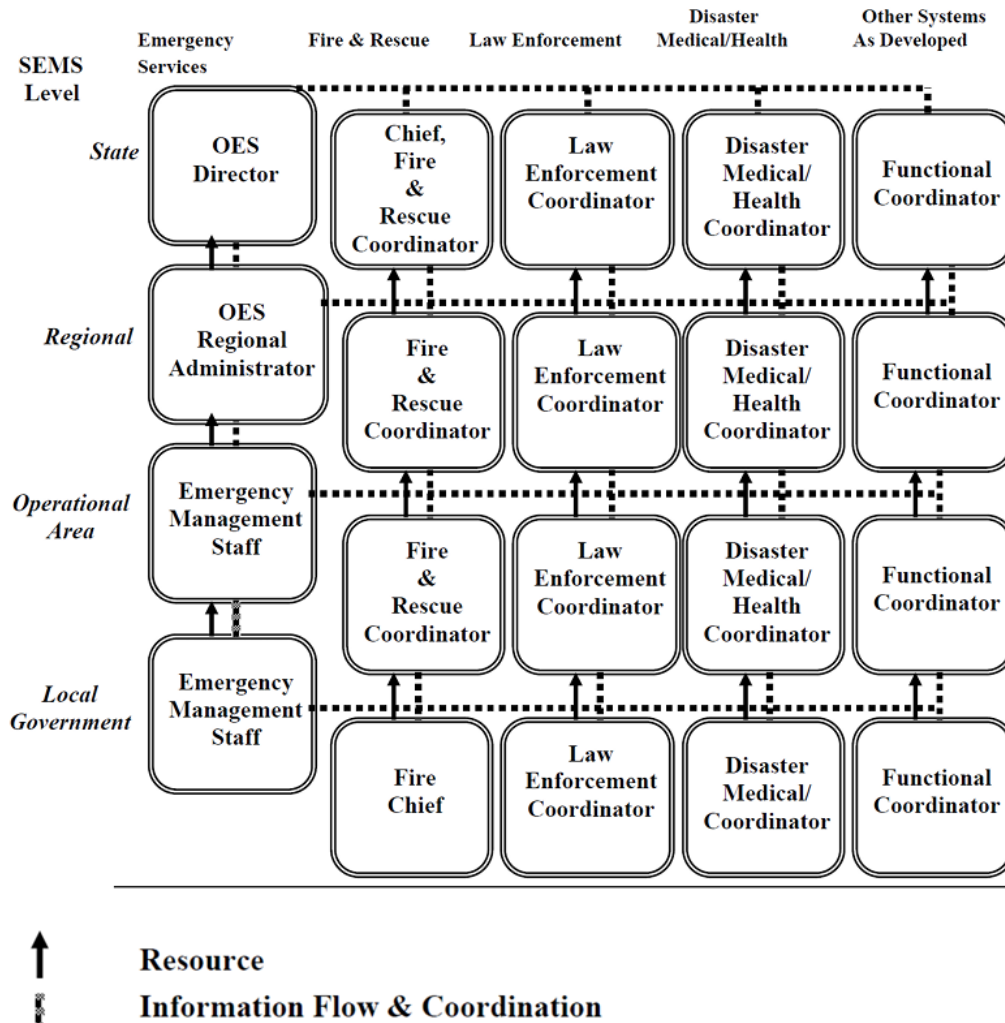 Emergency
Services
Fire & Rescue
Law Enforcement
Disaster
Medical/Health
Other Systems
As Developed
SEMS
Level
State
OES
Director
Chief,
Fire
&
Rescue
Coordinator
Law
Enforcement
Coordinator
Disaster
Medical/
Health
Coordinator
Functional
Coordinator
Regional
OES
Regional
Administrator
Fire
&
Rescue
Coordinator
Law
Enforcement
Coordinator
Disaster
Medical/
Health
Coordinator
Functional
Coordinator
Operational
Area
Emergency
Management
Staff
Fire
&
Rescue
Coordinator
Law
Enforcement
Coordinator
Disaster
Medical/
Health
Coordinator
Functional
Coordinator
Local
Government
Emergency
Management
Staff
Fire
Chief
Law
Enforcement
Coordinator
Disaster
Medical/
Coordinator
Functional
Coordinator
Resource
Information Flow & Coordination